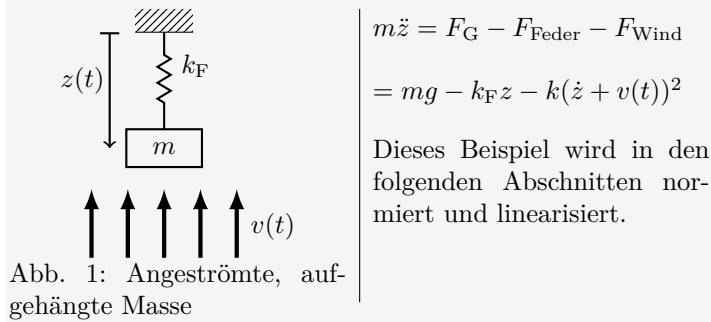 z(t)
k_F
m
v(t)
Abb. 1: Angeströmte, auf-
gehängte Masse
mz̈ = F_G − F_Feder − F_Wind
= mg − k_F z − k(ż + v(t))²
Dieses Beispiel wird in den
folgenden Abschnitten nor-
miert und linearisiert.